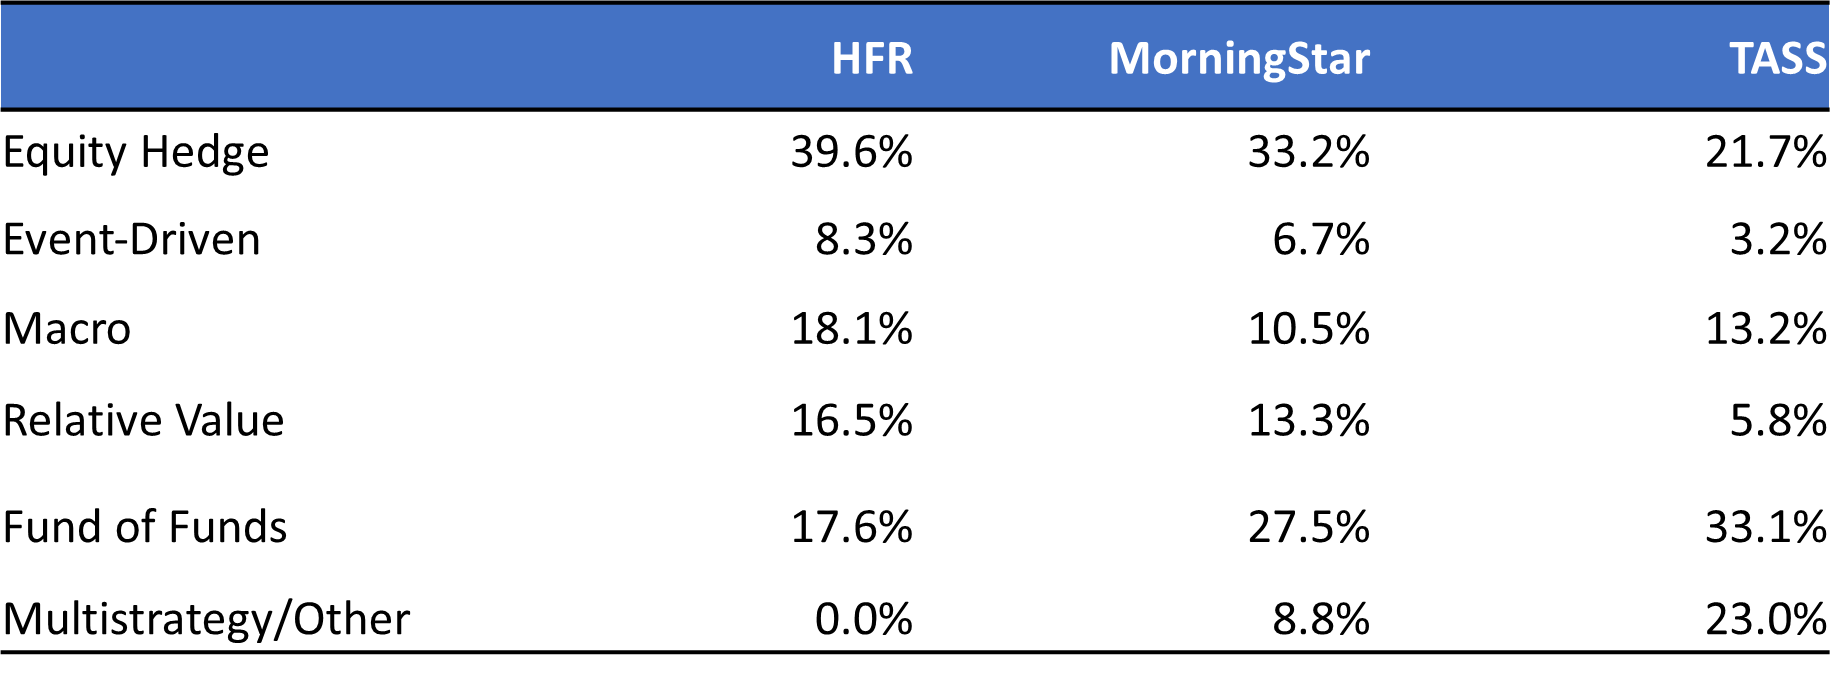 HFR MorningStar TASS
Equity Hedge 39.6% 33.2% 21.7%
Event-Driven 8.3% 6.7% 3.2%
Macro 18.1% 10.5% 13.2%
Relative Value 16.5% 13.3% 5.8%
Fund of Funds 17.6% 27.5% 33.1%
Multistrategy/Other 0.0% 8.8% 23.0%